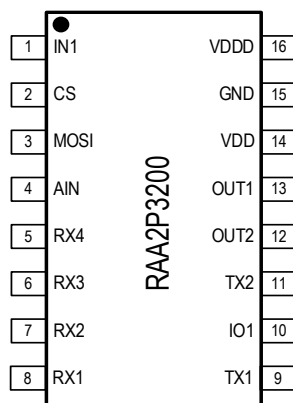 1 IN1 VDDD 16
2 CS GND 15
3 MOSI VDD 14
4 AIN OUT1 13
5 RX4 OUT2 12
6 RX3 TX2 11
7 RX2 IO1 10
8 RX1 TX1 9
RAA2P3200